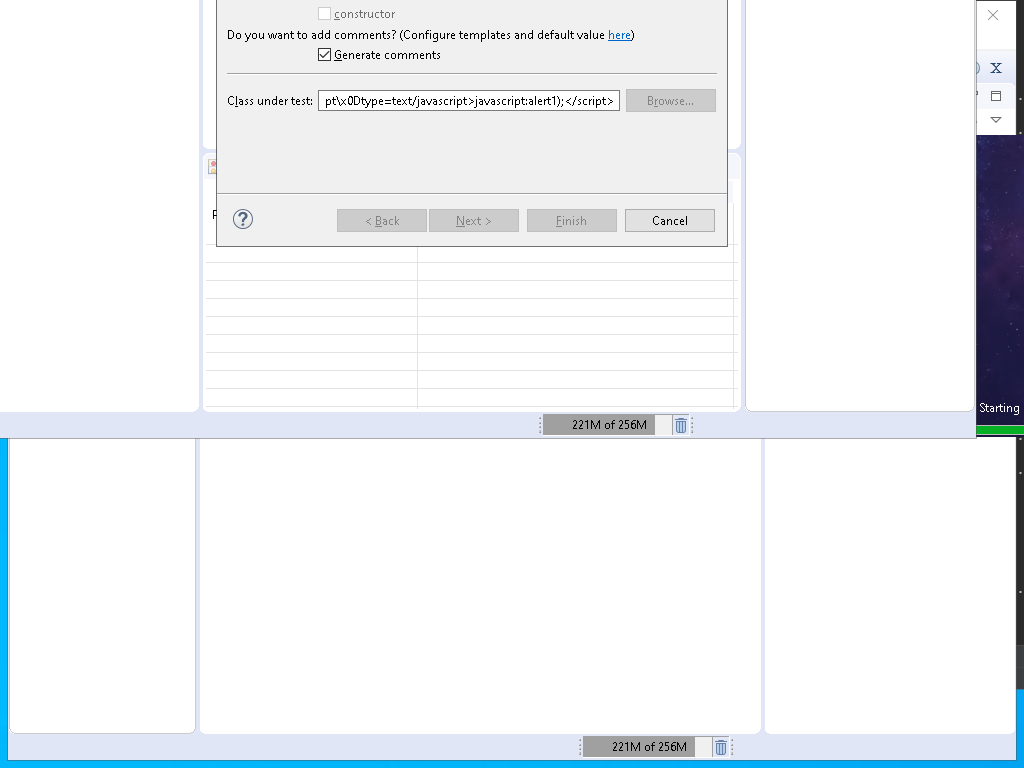 constructor
Do you want to add comments? (Configure templates and default value here)
Generate comments
Class under test: pt\x0Dtype=text/javascript>javascript:alert1);</script> Browse...
X
? < Back Next > Finish Cancel
Starting
221M of 256M
221M of 256M